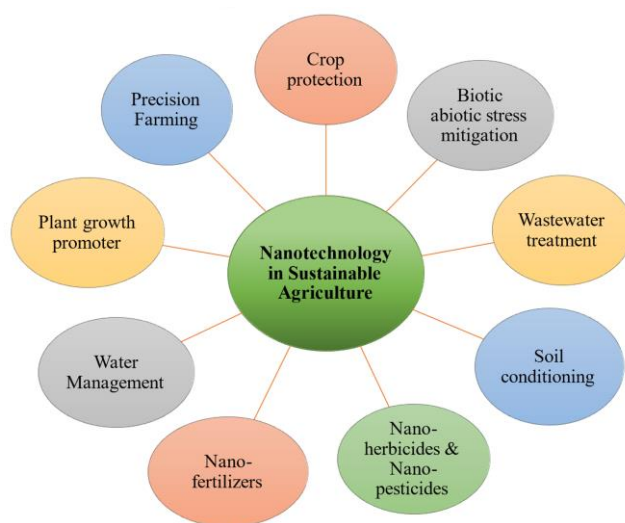 Crop
protection
Biotic
abiotic stress
mitigation
Precision
Farming
Wastewater
treatment
Plant growth
promoter
Nanotechnology
in Sustainable
Agriculture
Soil
conditioning
Water
Management
Nano-
herbicides &
Nano-
pesticides
Nano-
fertilizers